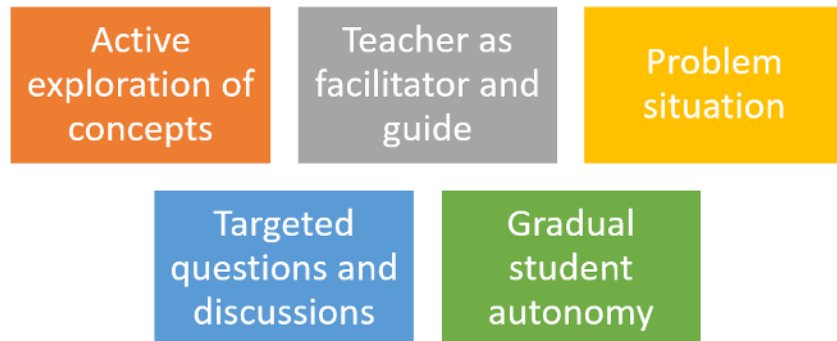 Active
exploration of
concepts
Teacher as
facilitator and
guide
Problem
situation
Targeted
questions and
discussions
Gradual
student
autonomy